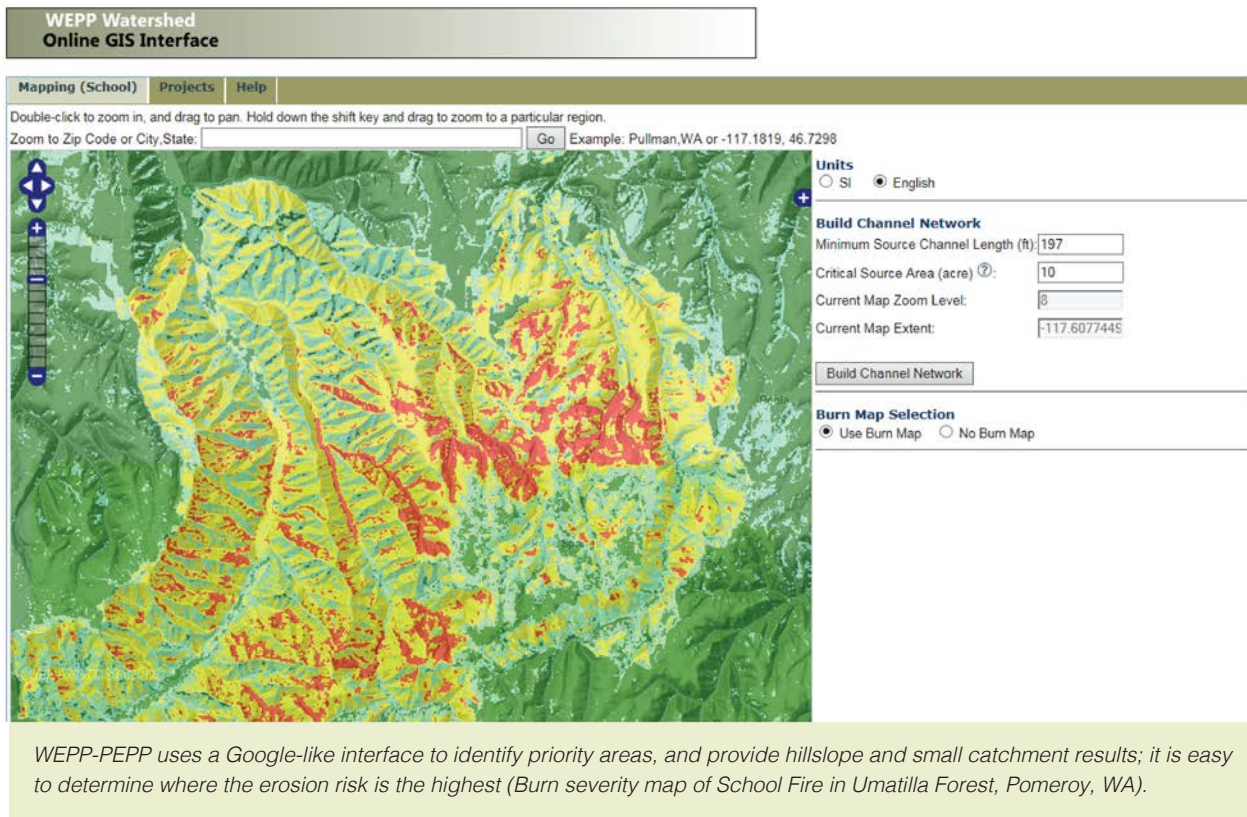 WEPP Watershed
Online GIS Interface
Mapping (School) Projects Help
Double-click to zoom in, and drag to pan. Hold down the shift key and drag to zoom to a particular region.
Zoom to Zip Code or City,State: Go Example: Pullman,WA or -117.1819, 46.7298
Units
SI English
Build Channel Network
Minimum Source Channel Length (ft): 197
Critical Source Area (acre) ?: 10
Current Map Zoom Level: 8
Current Map Extent: -117.6077449
Build Channel Network
Burn Map Selection
Use Burn Map No Burn Map
WEPP-PEPP uses a Google-like interface to identify priority areas, and provide hillslope and small catchment results; it is easy
to determine where the erosion risk is the highest (Burn severity map of School Fire in Umatilla Forest, Pomeroy, WA).